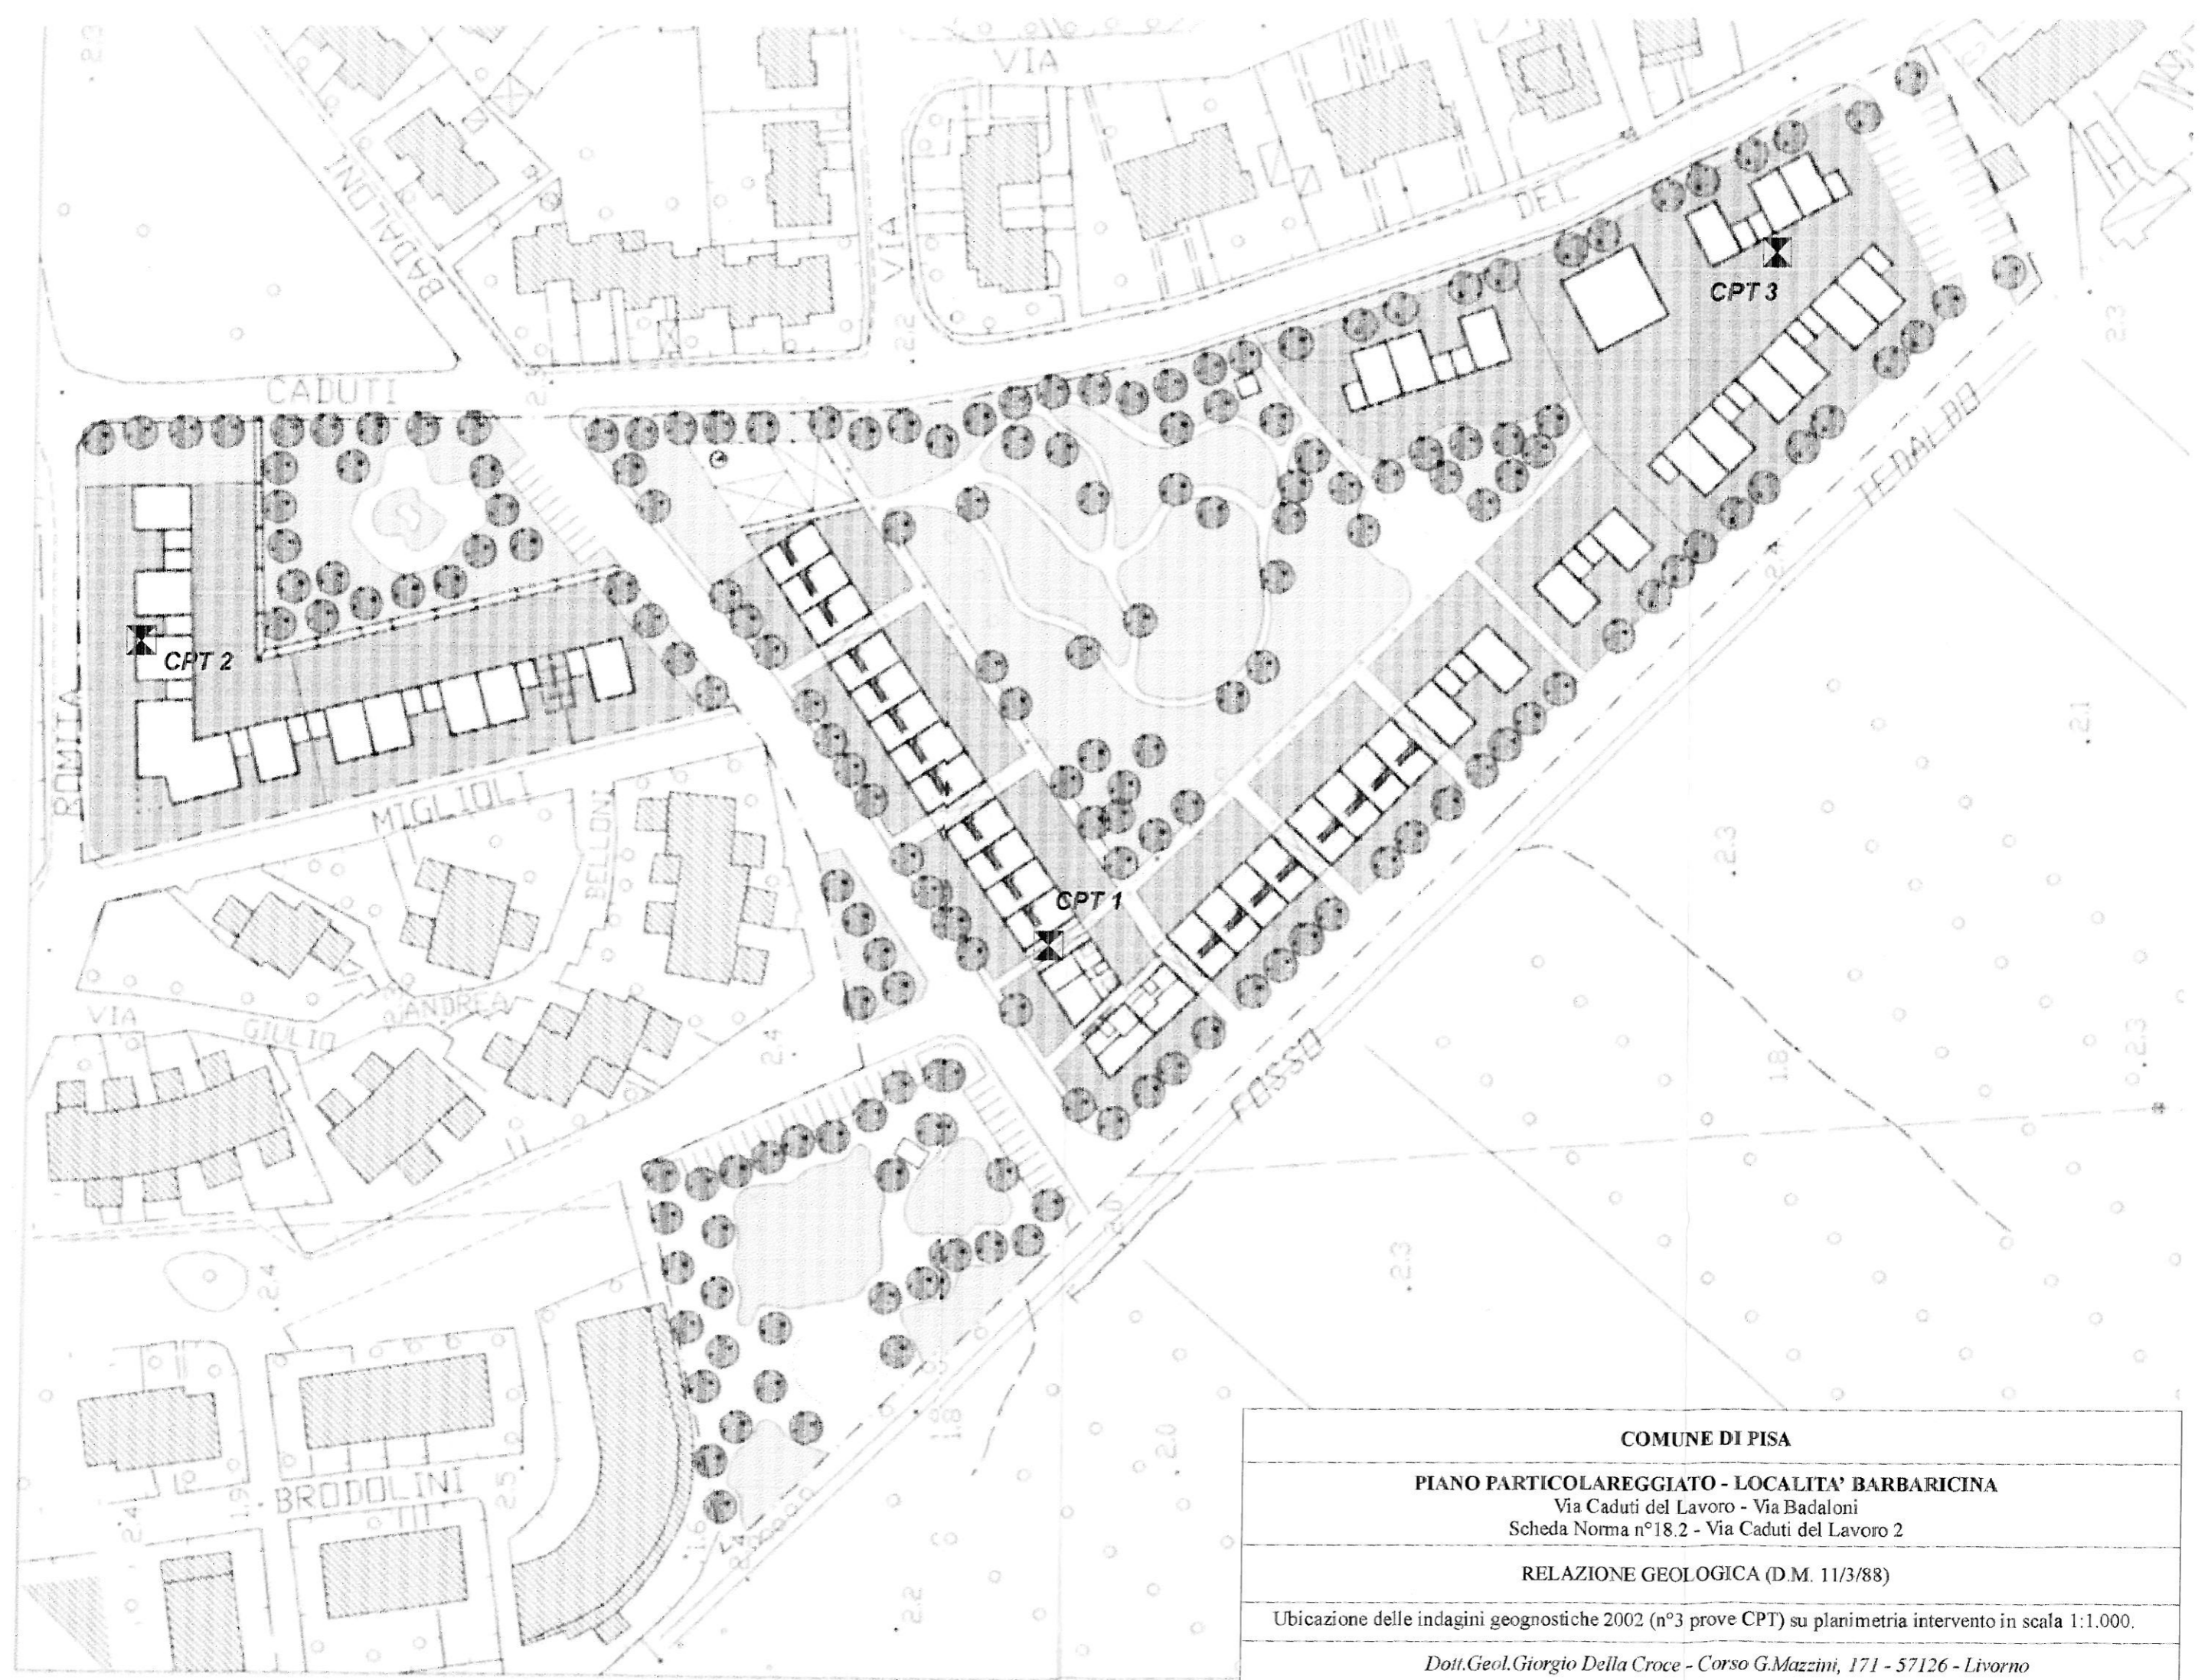 .2.3
VIA
BADALONI
VIA
DEL
CPT 3
.2.2
2.3
CADUTI
TEDALDO
CPT 2
ROMITA
2.1
MIGLIOLI
BELLONI
.2.3
CPT 1
VIA
GIULIO
ANDREA
2.4
FOSSO
1.8
.2.3
.2.4
.2.3
1.8
.2.0
BRODOLINI
2.5
1.9
.2.4
1.6
.2.2
COMUNE DI PISA
PIANO PARTICOLAREGGIATO - LOCALITA’ BARBARICINA
Via Caduti del Lavoro - Via Badaloni
Scheda Norma n°18.2 - Via Caduti del Lavoro 2
RELAZIONE GEOLOGICA (D.M. 11/3/88)
Ubicazione delle indagini geognostiche 2002 (n°3 prove CPT) su planimetria intervento in scala 1:1.000.
Dott.Geol.Giorgio Della Croce - Corso G.Mazzini, 171 - 57126 - Livorno